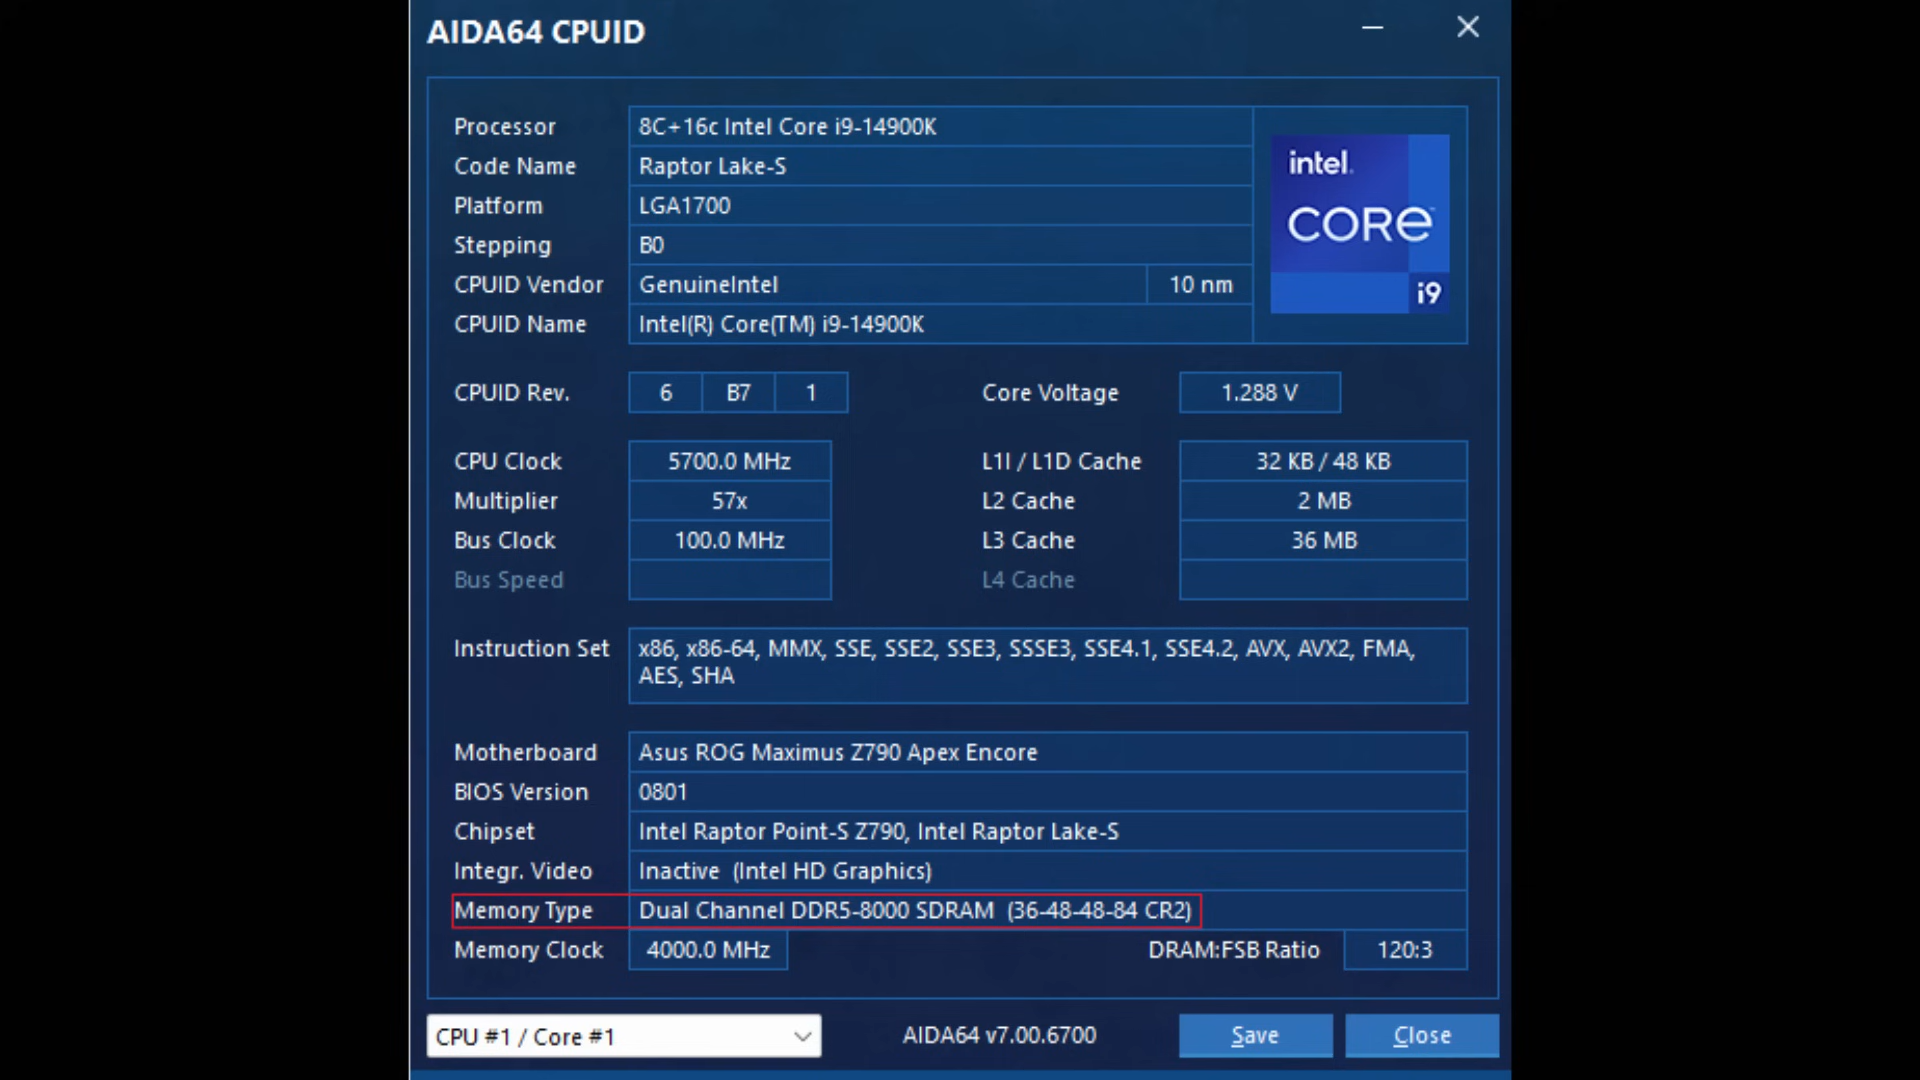 AIDA64 CPUID
Processor 8C+16c Intel Core i9-14900K
Code Name Raptor Lake-S
Platform LGA1700
Stepping B0
CPUID Vendor GenuineIntel 10 nm
CPUID Name Intel(R) Core(TM) i9-14900K
intel.
CORE™
i9
CPUID Rev. 6 B7 1 Core Voltage 1.288 V
CPU Clock 5700.0 MHz L1I / L1D Cache 32 KB / 48 KB
Multiplier 57x L2 Cache 2 MB
Bus Clock 100.0 MHz L3 Cache 36 MB
Bus Speed L4 Cache
Instruction Set x86, x86-64, MMX, SSE, SSE2, SSE3, SSSE3, SSE4.1, SSE4.2, AVX, AVX2, FMA,
AES, SHA
Motherboard Asus ROG Maximus Z790 Apex Encore
BIOS Version 0801
Chipset Intel Raptor Point-S Z790, Intel Raptor Lake-S
Integr. Video Inactive (Intel HD Graphics)
Memory Type Dual Channel DDR5-8000 SDRAM (36-48-48-84 CR2)
Memory Clock 4000.0 MHz DRAM:FSB Ratio 120:3
CPU #1 / Core #1 AIDA64 v7.00.6700 Save Close